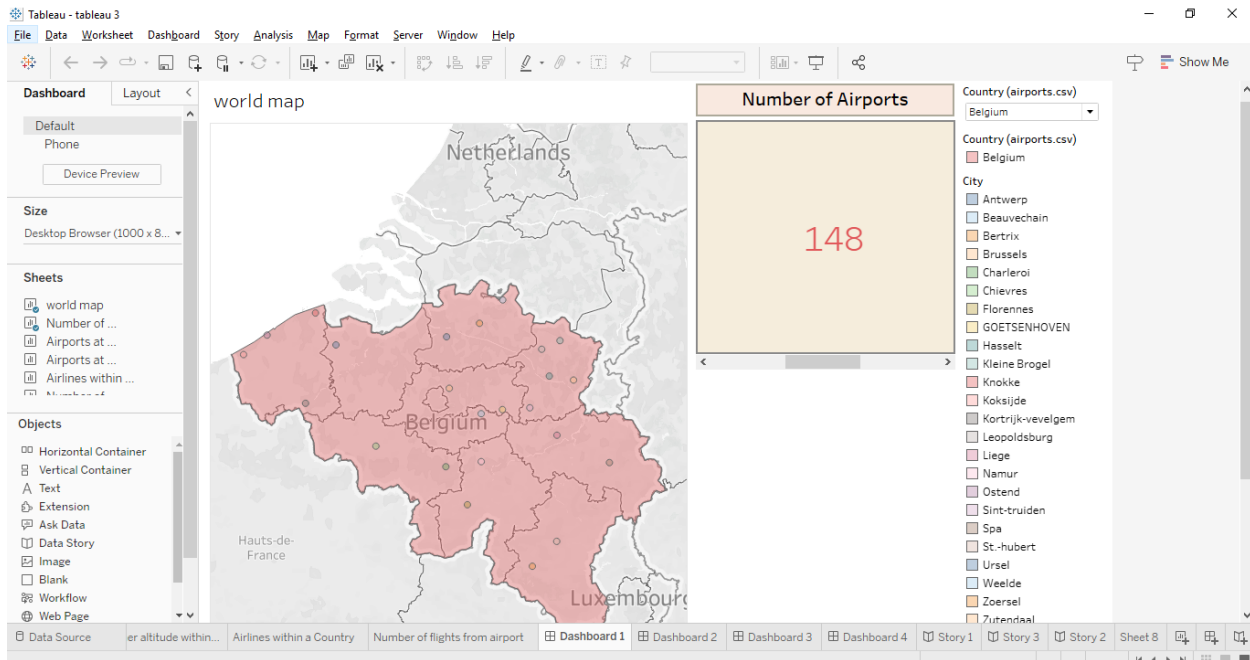 Tableau - tableau 3
File Data Worksheet Dashboard Story Analysis Map Format Server Window Help
Show Me
Dashboard Layout
Default
Phone
Device Preview
Size
Desktop Browser (1000 x 8...
Sheets
world map
Number of ...
Airports at ...
Airports at ...
Airlines within ...
Objects
Horizontal Container
Vertical Container
Text
Extension
Ask Data
Data Story
Image
Blank
Workflow
Web Page
world map
Netherlands
Belgium
Hauts-de-
France
Luxembourg
Number of Airports
148
Country (airports.csv)
Belgium
Country (airports.csv)
Belgium
City
Antwerp
Beauvechain
Bertrix
Brussels
Charleroi
Chievres
Florennes
GOETSENHOVEN
Hasselt
Kleine Brogel
Knokke
Koksijde
Kortrijk-vevelgem
Leopoldsburg
Liege
Namur
Ostend
Sint-truiden
Spa
St.-hubert
Ursel
Weelde
Zoersel
Zutendaal
Data Source er altitude within... Airlines within a Country Number of flights from airport Dashboard 1 Dashboard 2 Dashboard 3 Dashboard 4 Story 1 Story 3 Story 2 Sheet 8